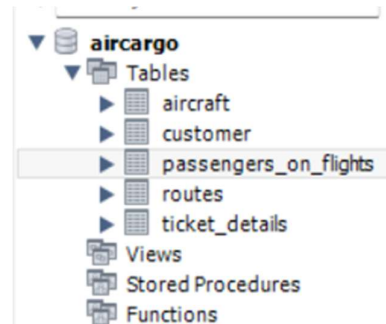 aircargo
Tables
aircraft
customer
passengers_on_flights
routes
ticket_details
Views
Stored Procedures
Functions